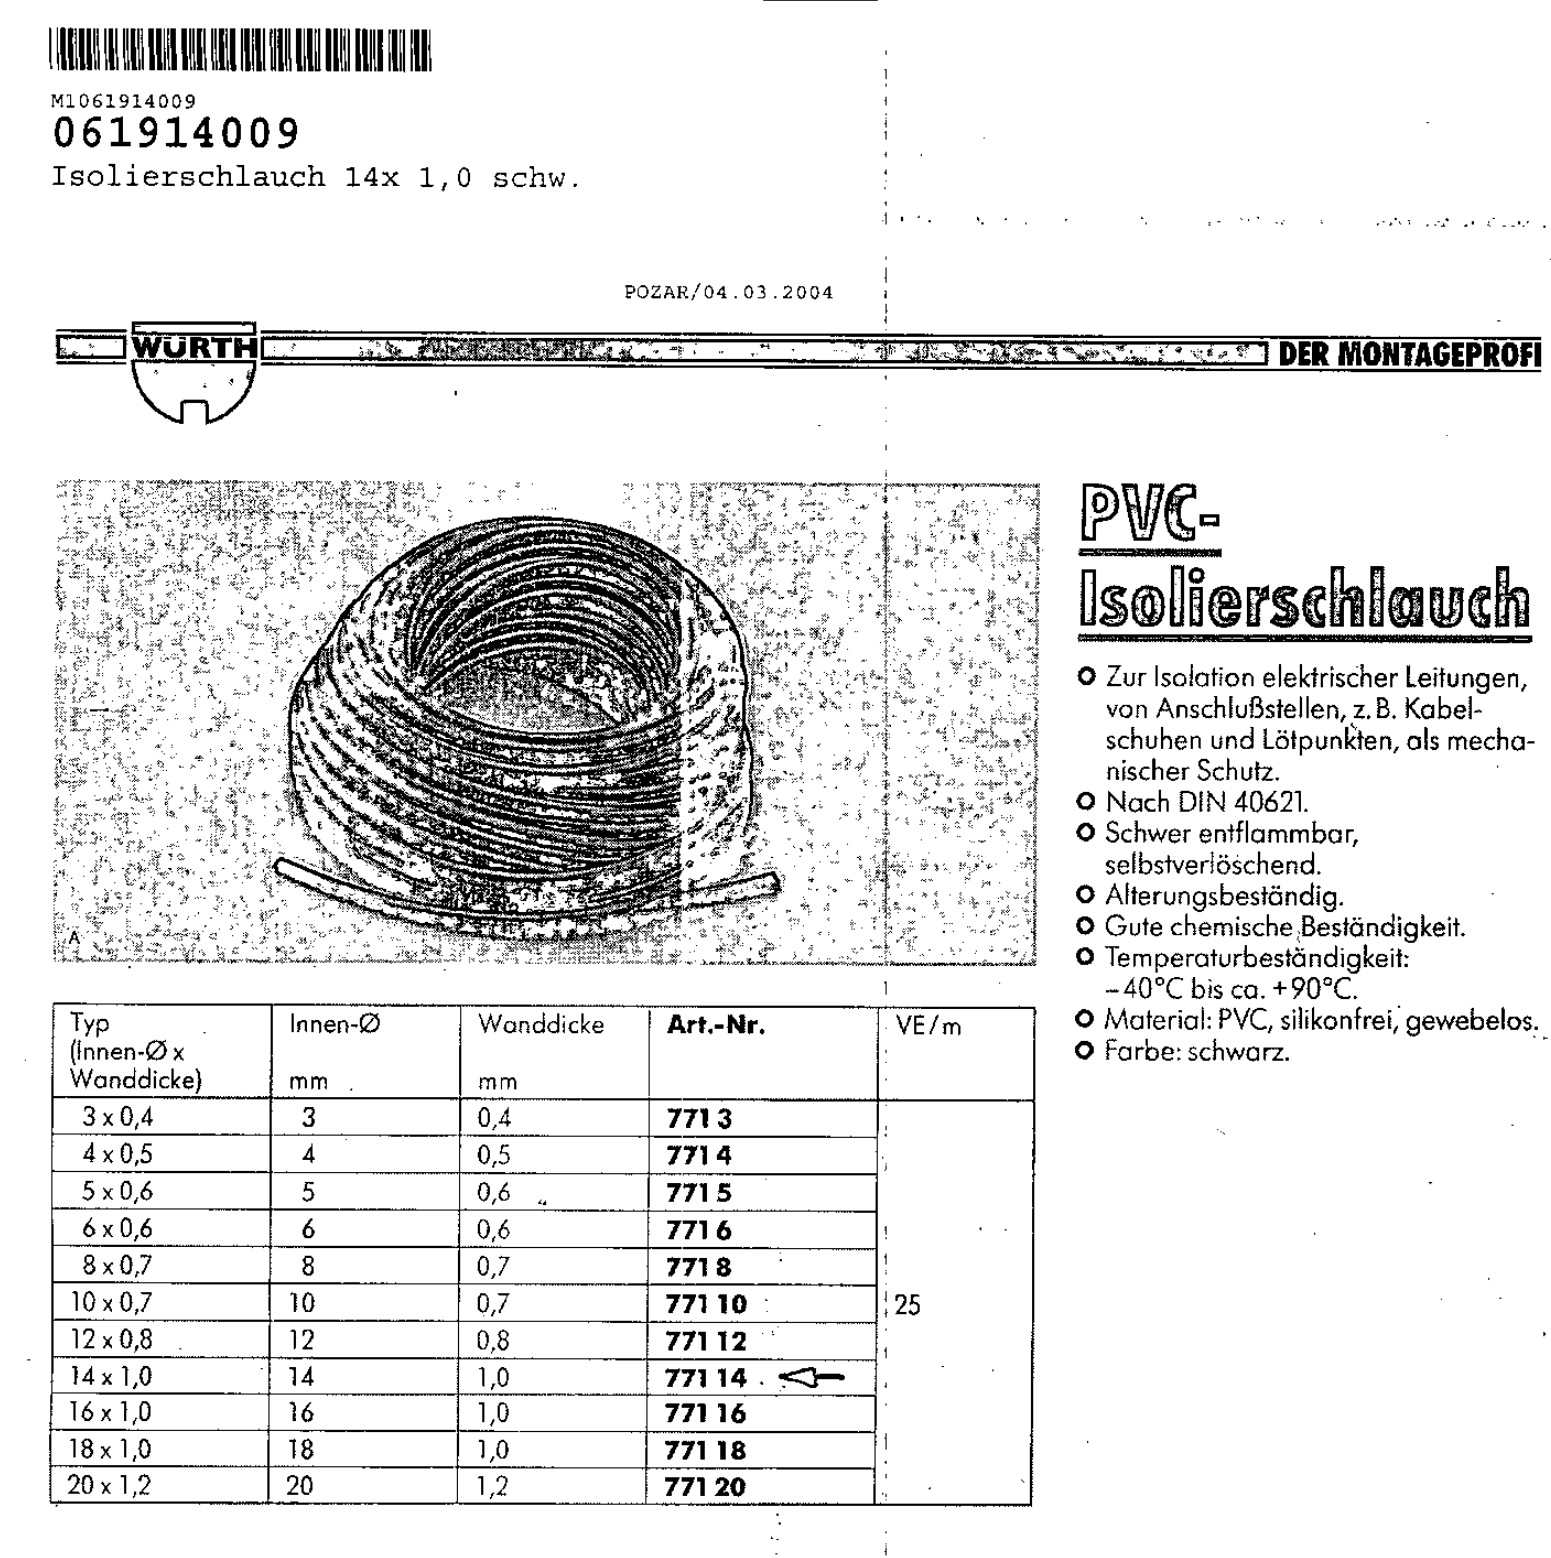 M1061914009
061914009
Isolierschlauch 14x 1,0 schw.
POZAR/04.03.2004
WÜRTH
DER MONTAGEPROFI
PVC-
Isolierschlauch
Zur Isolation elektrischer Leitungen,
von Anschlußstellen, z. B. Kabel-
schuhen und Lötpunkten, als mecha-
nischer Schutz.
Nach DIN 40621.
Schwer entflammbar,
selbstverlöschend.
Alterungsbeständig.
Gute chemische Beständigkeit.
Temperaturbeständigkeit:
–40°C bis ca. +90°C.
Material: PVC, silikonfrei, gewebelos.
Farbe: schwarz.
A
Typ (Innen-Ø x Wanddicke) Innen-Ø mm Wanddicke mm Art.-Nr. VE/m
3 x 0,4 3 0,4 771 3
4 x 0,5 4 0,5 771 4
5 x 0,6 5 0,6 771 5
6 x 0,6 6 0,6 771 6
8 x 0,7 8 0,7 771 8
10 x 0,7 10 0,7 771 10 25
12 x 0,8 12 0,8 771 12
14 x 1,0 14 1,0 771 14
16 x 1,0 16 1,0 771 16
18 x 1,0 18 1,0 771 18
20 x 1,2 20 1,2 771 20